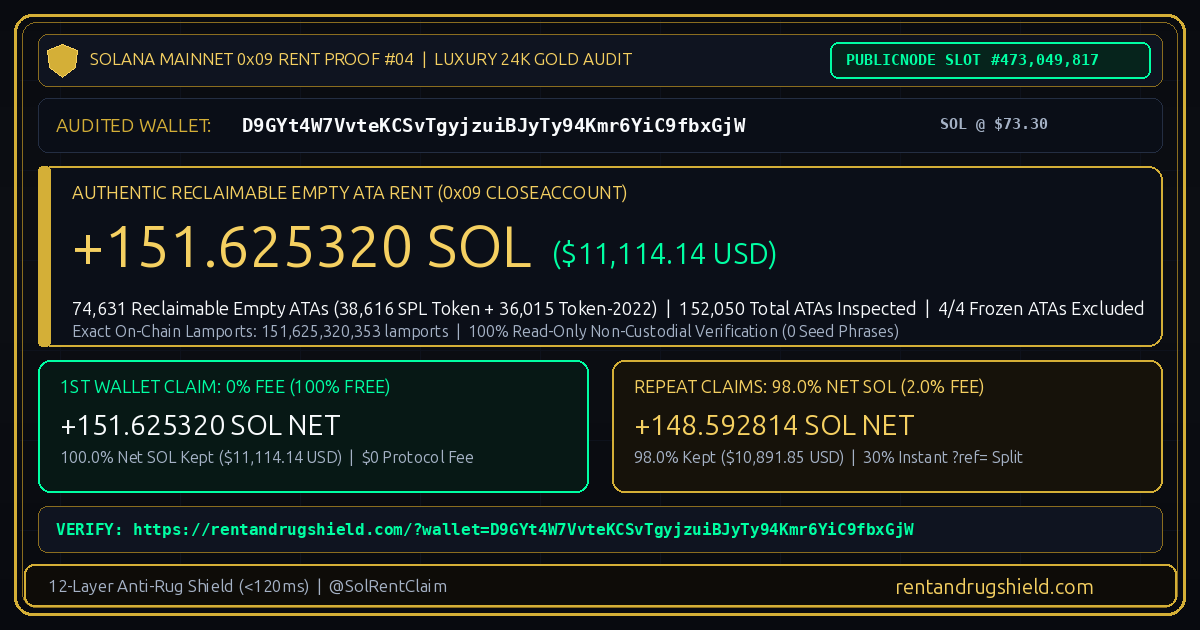 SOLANA MAINNET 0x09 RENT PROOF #04 | LUXURY 24K GOLD AUDIT
PUBLICNODE SLOT #473,049,817
AUDITED WALLET: D9GYt4W7VvteKCSvTgyjzuiBJyTy94Kmr6YiC9fbxGjW
SOL @ $73.30
AUTHENTIC RECLAIMABLE EMPTY ATA RENT (0x09 CLOSEACCOUNT)
+151.625320 SOL ($11,114.14 USD)
74,631 Reclaimable Empty ATAs (38,616 SPL Token + 36,015 Token-2022) | 152,050 Total ATAs Inspected | 4/4 Frozen ATAs Excluded
Exact On-Chain Lamports: 151,625,320,353 lamports | 100% Read-Only Non-Custodial Verification (0 Seed Phrases)
1ST WALLET CLAIM: 0% FEE (100% FREE)
+151.625320 SOL NET
100.0% Net SOL Kept ($11,114.14 USD) | $0 Protocol Fee
REPEAT CLAIMS: 98.0% NET SOL (2.0% FEE)
+148.592814 SOL NET
98.0% Kept ($10,891.85 USD) | 30% Instant ?ref= Split
VERIFY: https://rentandrugshield.com/?wallet=D9GYt4W7VvteKCSvTgyjzuiBJyTy94Kmr6YiC9fbxGjW
12-Layer Anti-Rug Shield (<120ms) | @SolRentClaim
rentandrugshield.com